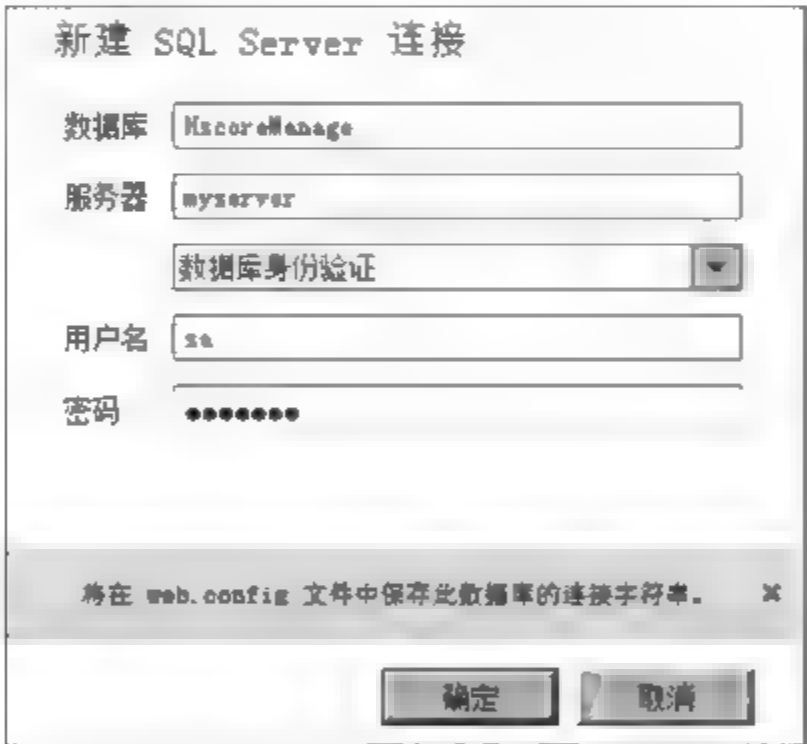 新建 SQL Server 连接
数据库 MxcoreManage
服务器 myserver
数据库身份验证
用户名 sa
密码 ●●●●●●●
将在 web.config 文件中保存此数据库的连接字符串。 ×
确定 取消